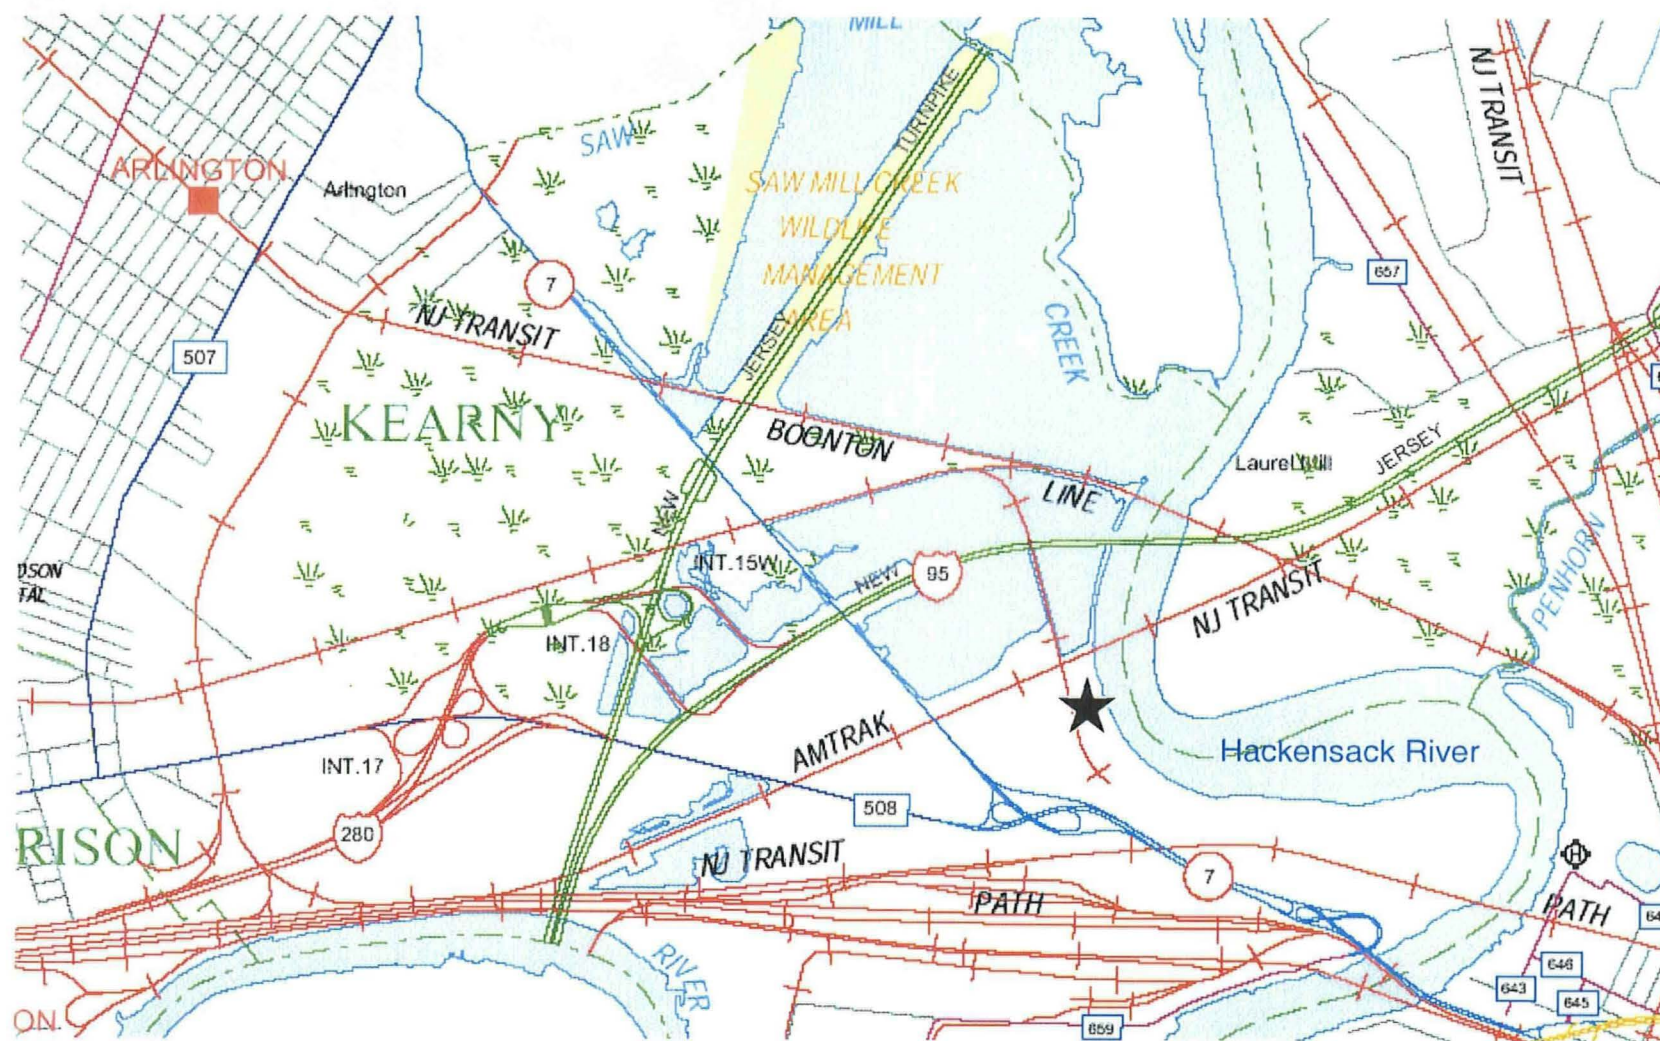 MILL
NJ TRANSIT
TURNPIKE
SAW
ARLINGTON
Arlington
SAW MILL CREEK
WILDLIFE
MANAGEMENT
AREA
657
7
NJ TRANSIT
JERSEY
CREEK
507
KEARNY
BOONTON
LINE
Laurel Hill
JERSEY
NEW
INT.15W
NEW
95
PENHORN
NJ TRANSIT
INT.18
INT.17
AMTRAK
Hackensack River
508
280
RISON
NJ TRANSIT
7
H
PATH
PATH
RIVER
646
643
645
659
ON